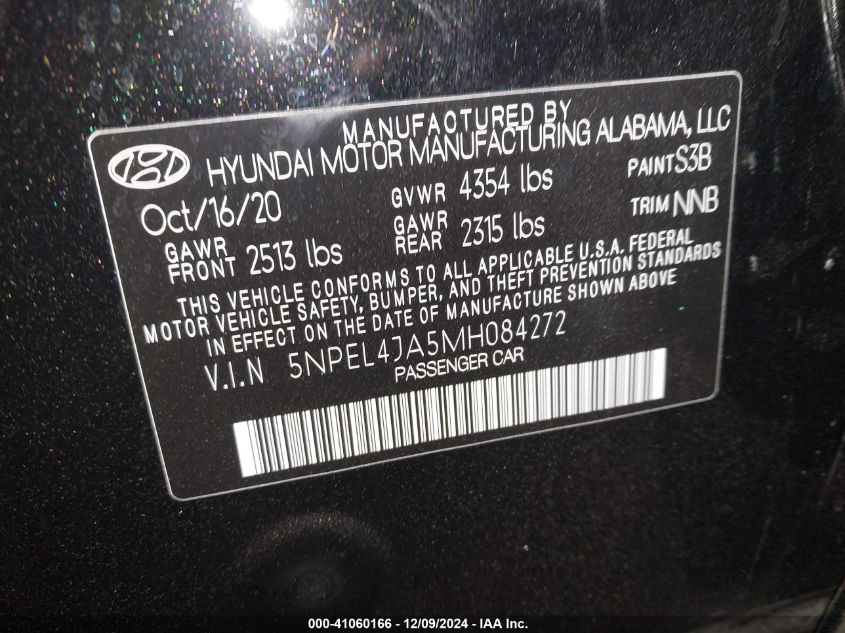 MANUFACTURED BY
HYUNDAI MOTOR MANUFACTURING ALABAMA, LLC
Oct/16/20 GVWR 4354 lbs PAINT S3B
GAWR FRONT 2513 lbs GAWR REAR 2315 lbs TRIM NNB
THIS VEHICLE CONFORMS TO ALL APPLICABLE U.S.A. FEDERAL
MOTOR VEHICLE SAFETY, BUMPER, AND THEFT PREVENTION STANDARDS
IN EFFECT ON THE DATE OF MANUFACTURE SHOWN ABOVE
V.I.N 5NPEL4JA5MH084272
PASSENGER CAR
000-41060166 - 12/09/2024 - IAA Inc.